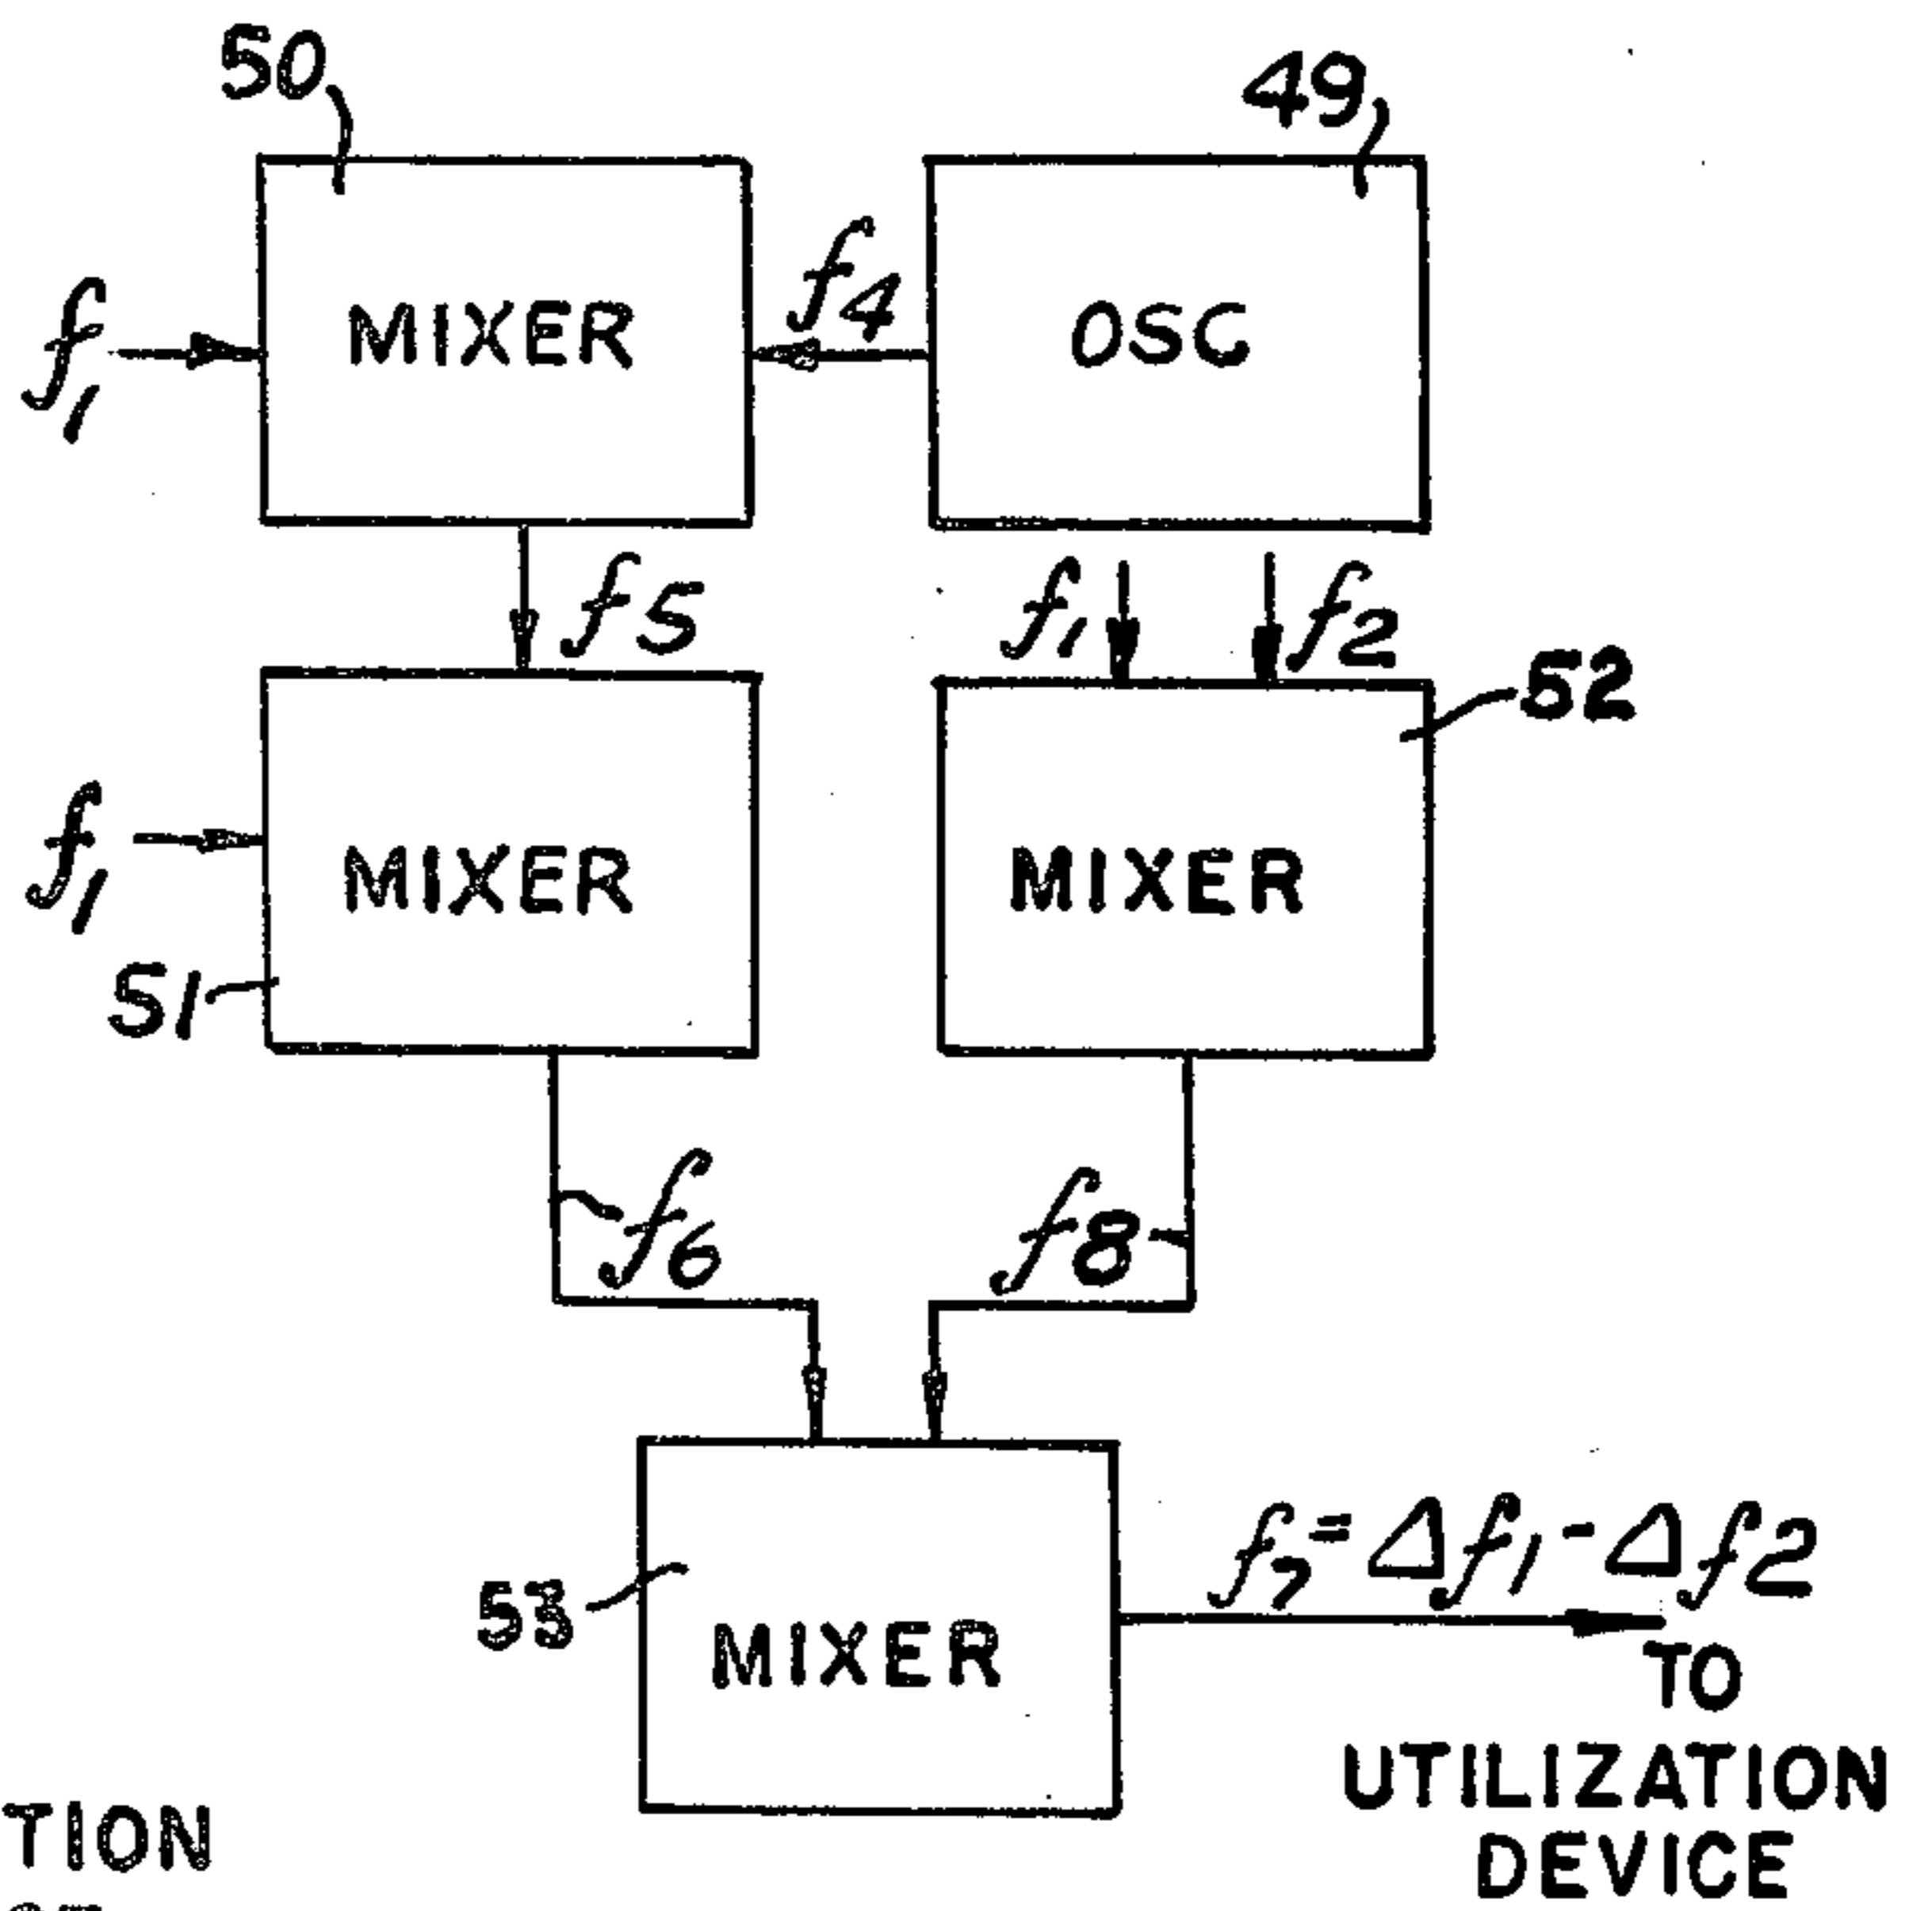 50
49
f1
MIXER
f4
OSC
f5
f1
f2
52
f1
MIXER
MIXER
51
f6
f8
53
MIXER
f7 = Δf1 - Δf2
TO
UTILIZATION
DEVICE
TION